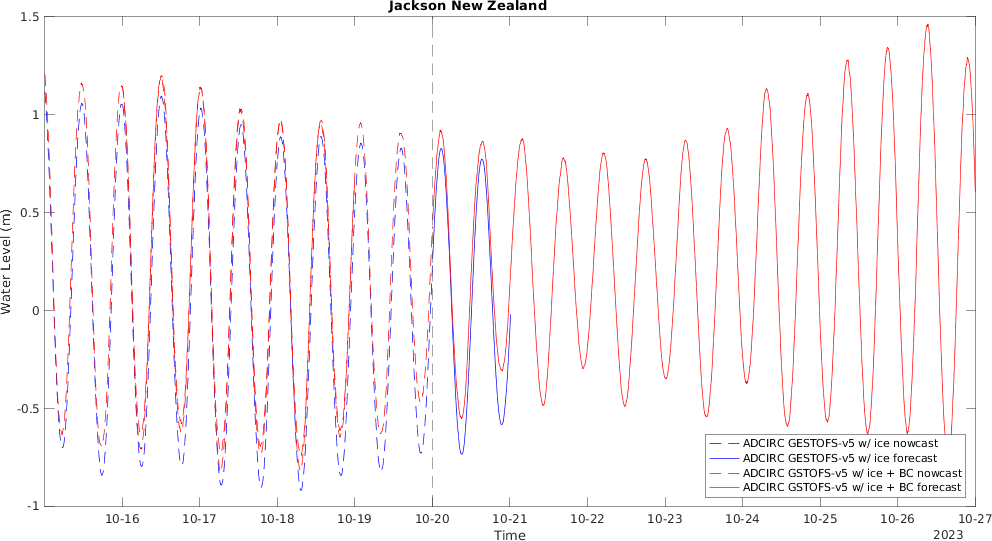 Jackson New Zealand
1.5
1
0.5
0
-0.5
-1
Water Level (m)
10-16
10-17
10-18
10-19
10-20
10-21
10-22
10-23
10-24
10-25
10-26
10-27
Time
2023
ADCIRC GESTOFS-v5 w/ ice nowcast
ADCIRC GESTOFS-v5 w/ ice forecast
ADCIRC GSTOFS-v5 w/ ice + BC nowcast
ADCIRC GSTOFS-v5 w/ ice + BC forecast